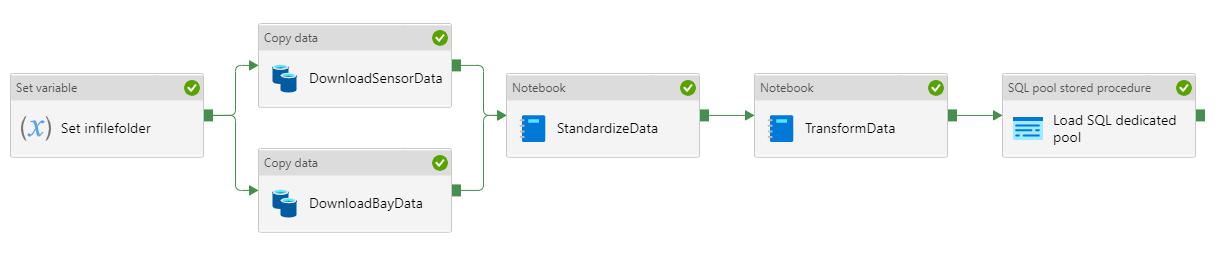 Set variable
(x) Set infilefolder
Copy data
DownloadSensorData
Copy data
DownloadBayData
Notebook
StandardizeData
Notebook
TransformData
SQL pool stored procedure
Load SQL dedicated
pool